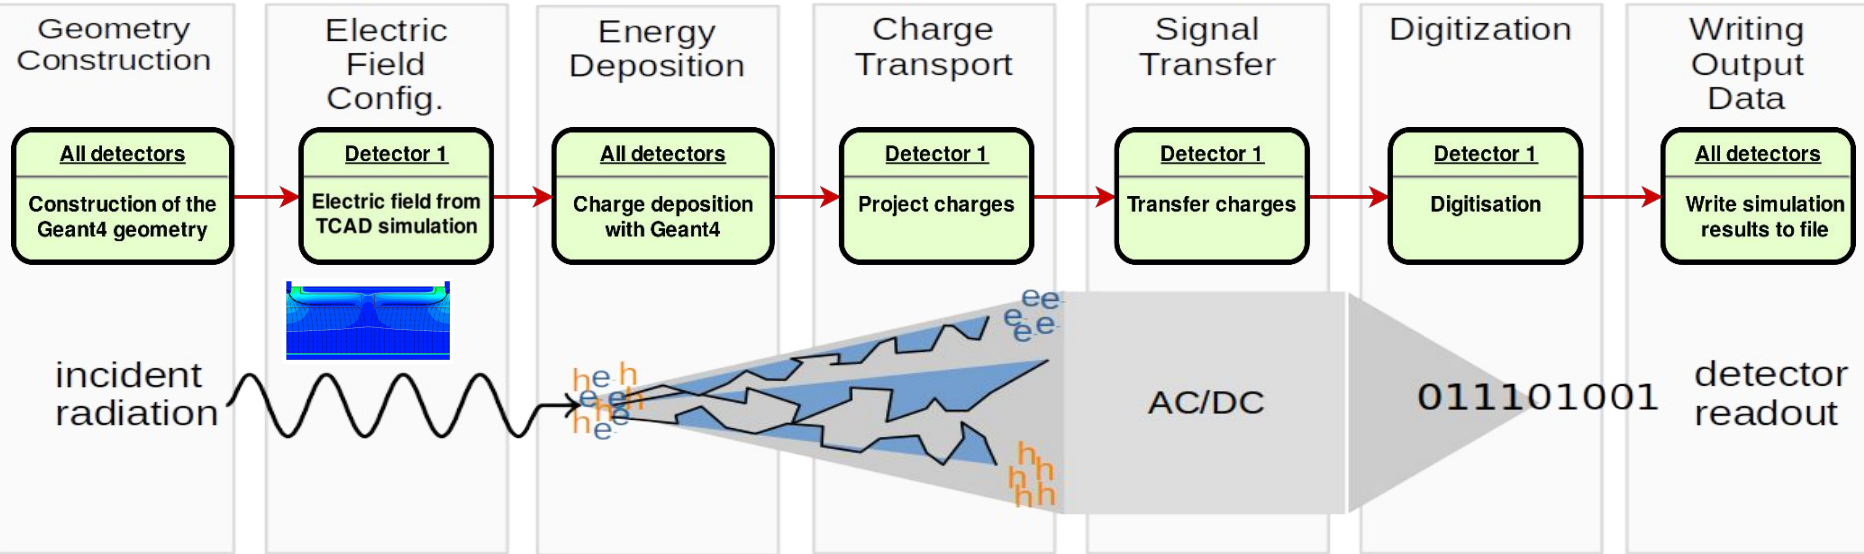 Geometry
Construction
Electric
Field
Config.
Energy
Deposition
Charge
Transport
Signal
Transfer
Digitization
Writing
Output
Data
All detectors
Construction of the
Geant4 geometry
Detector 1
Electric field from
TCAD simulation
All detectors
Charge deposition
with Geant4
Detector 1
Project charges
Detector 1
Transfer charges
Detector 1
Digitisation
All detectors
Write simulation
results to file
incident
radiation
h e- h
e- e- h
h e-
h e-
e- e-
e- e-
e-
h
h h
h h
AC/DC
011101001
detector
readout